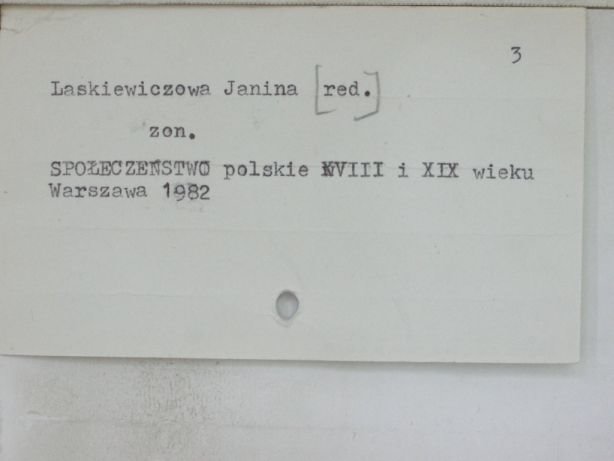 3
Laskiewiczowa Janina [red.]
zon.
SPOŁECZEŃSTWO polskie XVIII i XIX wieku
Warszawa 1982